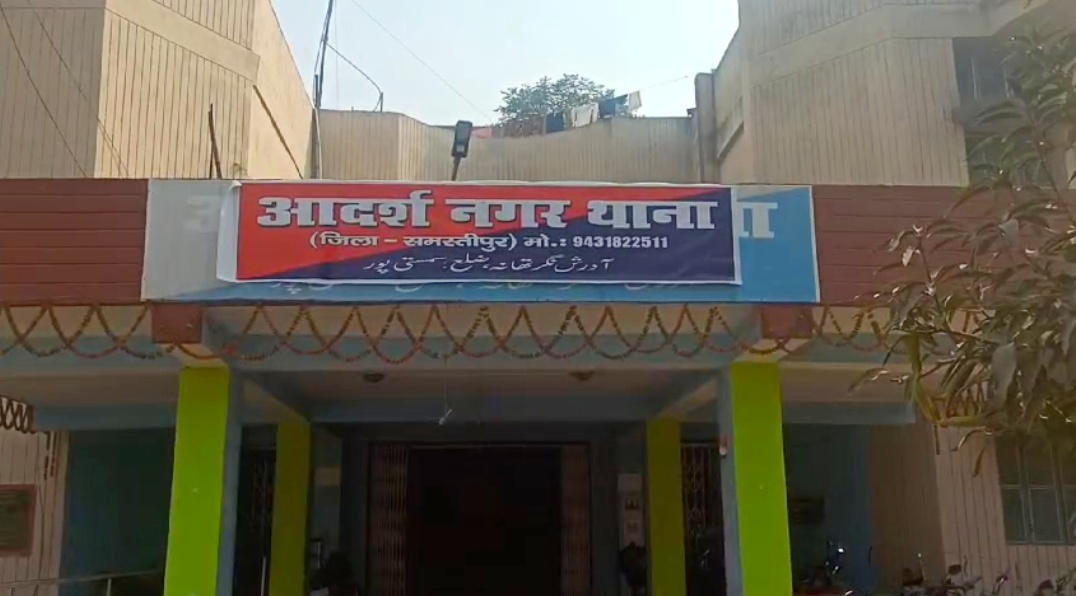 आदर्श नगर थाना
(जिला - समस्तीपुर) मो.: 9431822511
آدرش نگر تھانہ، ضلع: سمستی پور